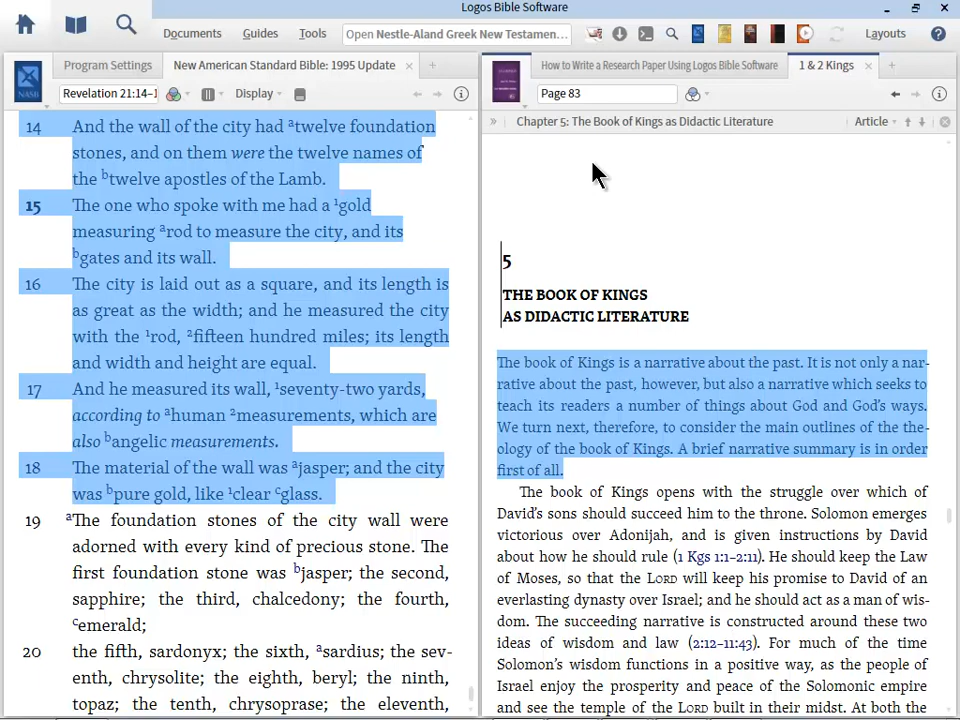 Logos Bible Software
Documents Guides Tools Open Nestle-Aland Greek New Testamen... Layouts
Program Settings New American Standard Bible: 1995 Update
Revelation 21:14–1 Display
14 And the wall of the city had ᵃtwelve foundation
stones, and on them were the twelve names of
the ᵇtwelve apostles of the Lamb.
15 The one who spoke with me had a ¹gold
measuring ᵃrod to measure the city, and its
ᵇgates and its wall.
16 The city is laid out as a square, and its length is
as great as the width; and he measured the city
with the ¹rod, ²fifteen hundred miles; its length
and width and height are equal.
17 And he measured its wall, ¹seventy-two yards,
according to ᵃhuman ²measurements, which are
also ᵇangelic measurements.
18 The material of the wall was ᵃjasper; and the city
was ᵇpure gold, like ¹clear ᶜglass.
19 ᵃThe foundation stones of the city wall were
adorned with every kind of precious stone. The
first foundation stone was ᵇjasper; the second,
sapphire; the third, chalcedony; the fourth,
ᶜemerald;
20 the fifth, sardonyx; the sixth, ᵃsardius; the sev-
enth, chrysolite; the eighth, beryl; the ninth,
topaz; the tenth, chrysoprase; the eleventh,
How to Write a Research Paper Using Logos Bible Software 1 & 2 Kings
Page 83
Chapter 5: The Book of Kings as Didactic Literature Article
5
THE BOOK OF KINGS
AS DIDACTIC LITERATURE
The book of Kings is a narrative about the past. It is not only a nar-
rative about the past, however, but also a narrative which seeks to
teach its readers a number of things about God and God's ways.
We turn next, therefore, to consider the main outlines of the the-
ology of the book of Kings. A brief narrative summary is in order
first of all.
The book of Kings opens with the struggle over which of
David's sons should succeed him to the throne. Solomon emerges
victorious over Adonijah, and is given instructions by David
about how he should rule (1 Kgs 1:1–2:11). He should keep the Law
of Moses, so that the LORD will keep his promise to David of an
everlasting dynasty over Israel; and he should act as a man of wis-
dom. The succeeding narrative is constructed around these two
ideas of wisdom and law (2:12–11:43). For much of the time
Solomon's wisdom functions in a positive way, as the people of
Israel enjoy the prosperity and peace of the Solomonic empire
and see the temple of the LORD built in their midst. At both the